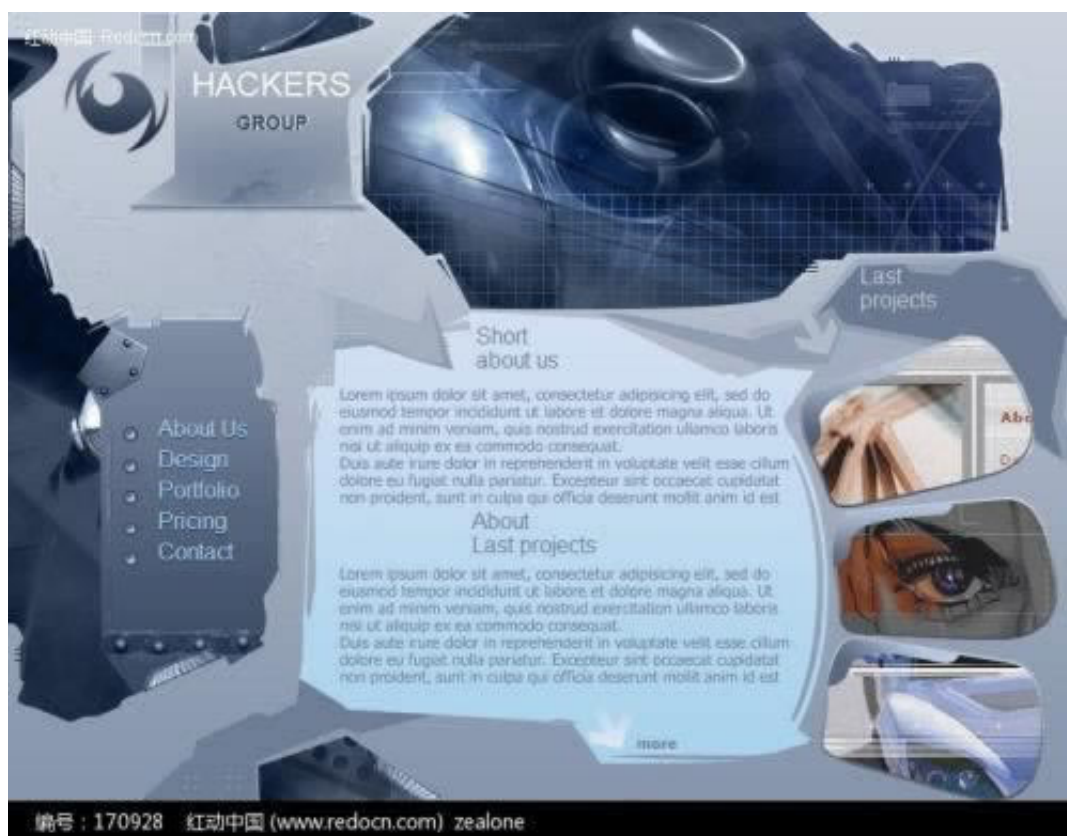 红动中国 Redocn.com
HACKERS
GROUP
Last
projects
Short
about us
Lorem ipsum dolor sit amet, consectetur adipisicing elit, sed do
eiusmod tempor incididunt ut labore et dolore magna aliqua. Ut
enim ad minim veniam, quis nostrud exercitation ullamco laboris
nisi ut aliquip ex ea commodo consequat.
Duis aute irure dolor in reprehenderit in voluptate velit esse cillum
dolore eu fugiat nulla pariatur. Excepteur sint occaecat cupidatat
non proident, sunt in culpa qui officia deserunt mollit anim id est
About Us
Design
Portfolio
Pricing
Contact
About
Last projects
Lorem ipsum dolor sit amet, consectetur adipisicing elit, sed do
eiusmod tempor incididunt ut labore et dolore magna aliqua. Ut
enim ad minim veniam, quis nostrud exercitation ullamco laboris
nisi ut aliquip ex ea commodo consequat.
Duis aute irure dolor in reprehenderit in voluptate velit esse cillum
dolore eu fugiat nulla pariatur. Excepteur sint occaecat cupidatat
non proident, sunt in culpa qui officia deserunt mollit anim id est
more
编号：170928 红动中国 (www.redocn.com) zealone